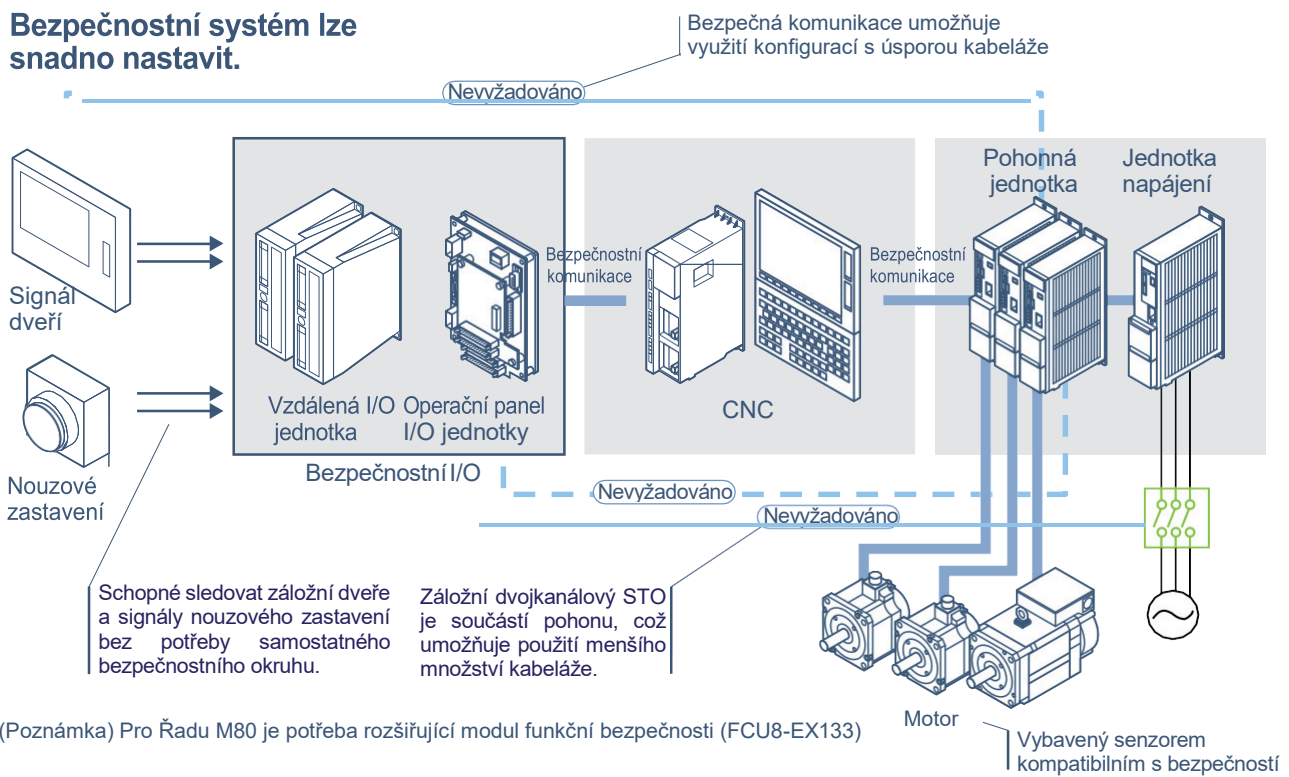 Bezpečnostní systém lze
snadno nastavit.
Bezpečná komunikace umožňuje
využití konfigurací s úsporou kabeláže
Nevyžadováno
Pohonná
jednotka
Jednotka
napájení
Signál
dveří
Bezpečnostní
komunikace
Bezpečnostní
komunikace
Vzdálená I/O
jednotka
Operační panel
I/O jednotky
CNC
Bezpečnostní I/O
Nouzové
zastavení
Nevyžadováno
Nevyžadováno
Schopné sledovat záložní dveře
a signály nouzového zastavení
bez potřeby samostatného
bezpečnostního okruhu.
Záložní dvojkanálový STO
je součástí pohonu, což
umožňuje použití menšího
množství kabeláže.
Motor
(Poznámka) Pro Řadu M80 je potřeba rozšiřující modul funkční bezpečnosti (FCU8-EX133)
Vybavený senzorem
kompatibilním s bezpečností